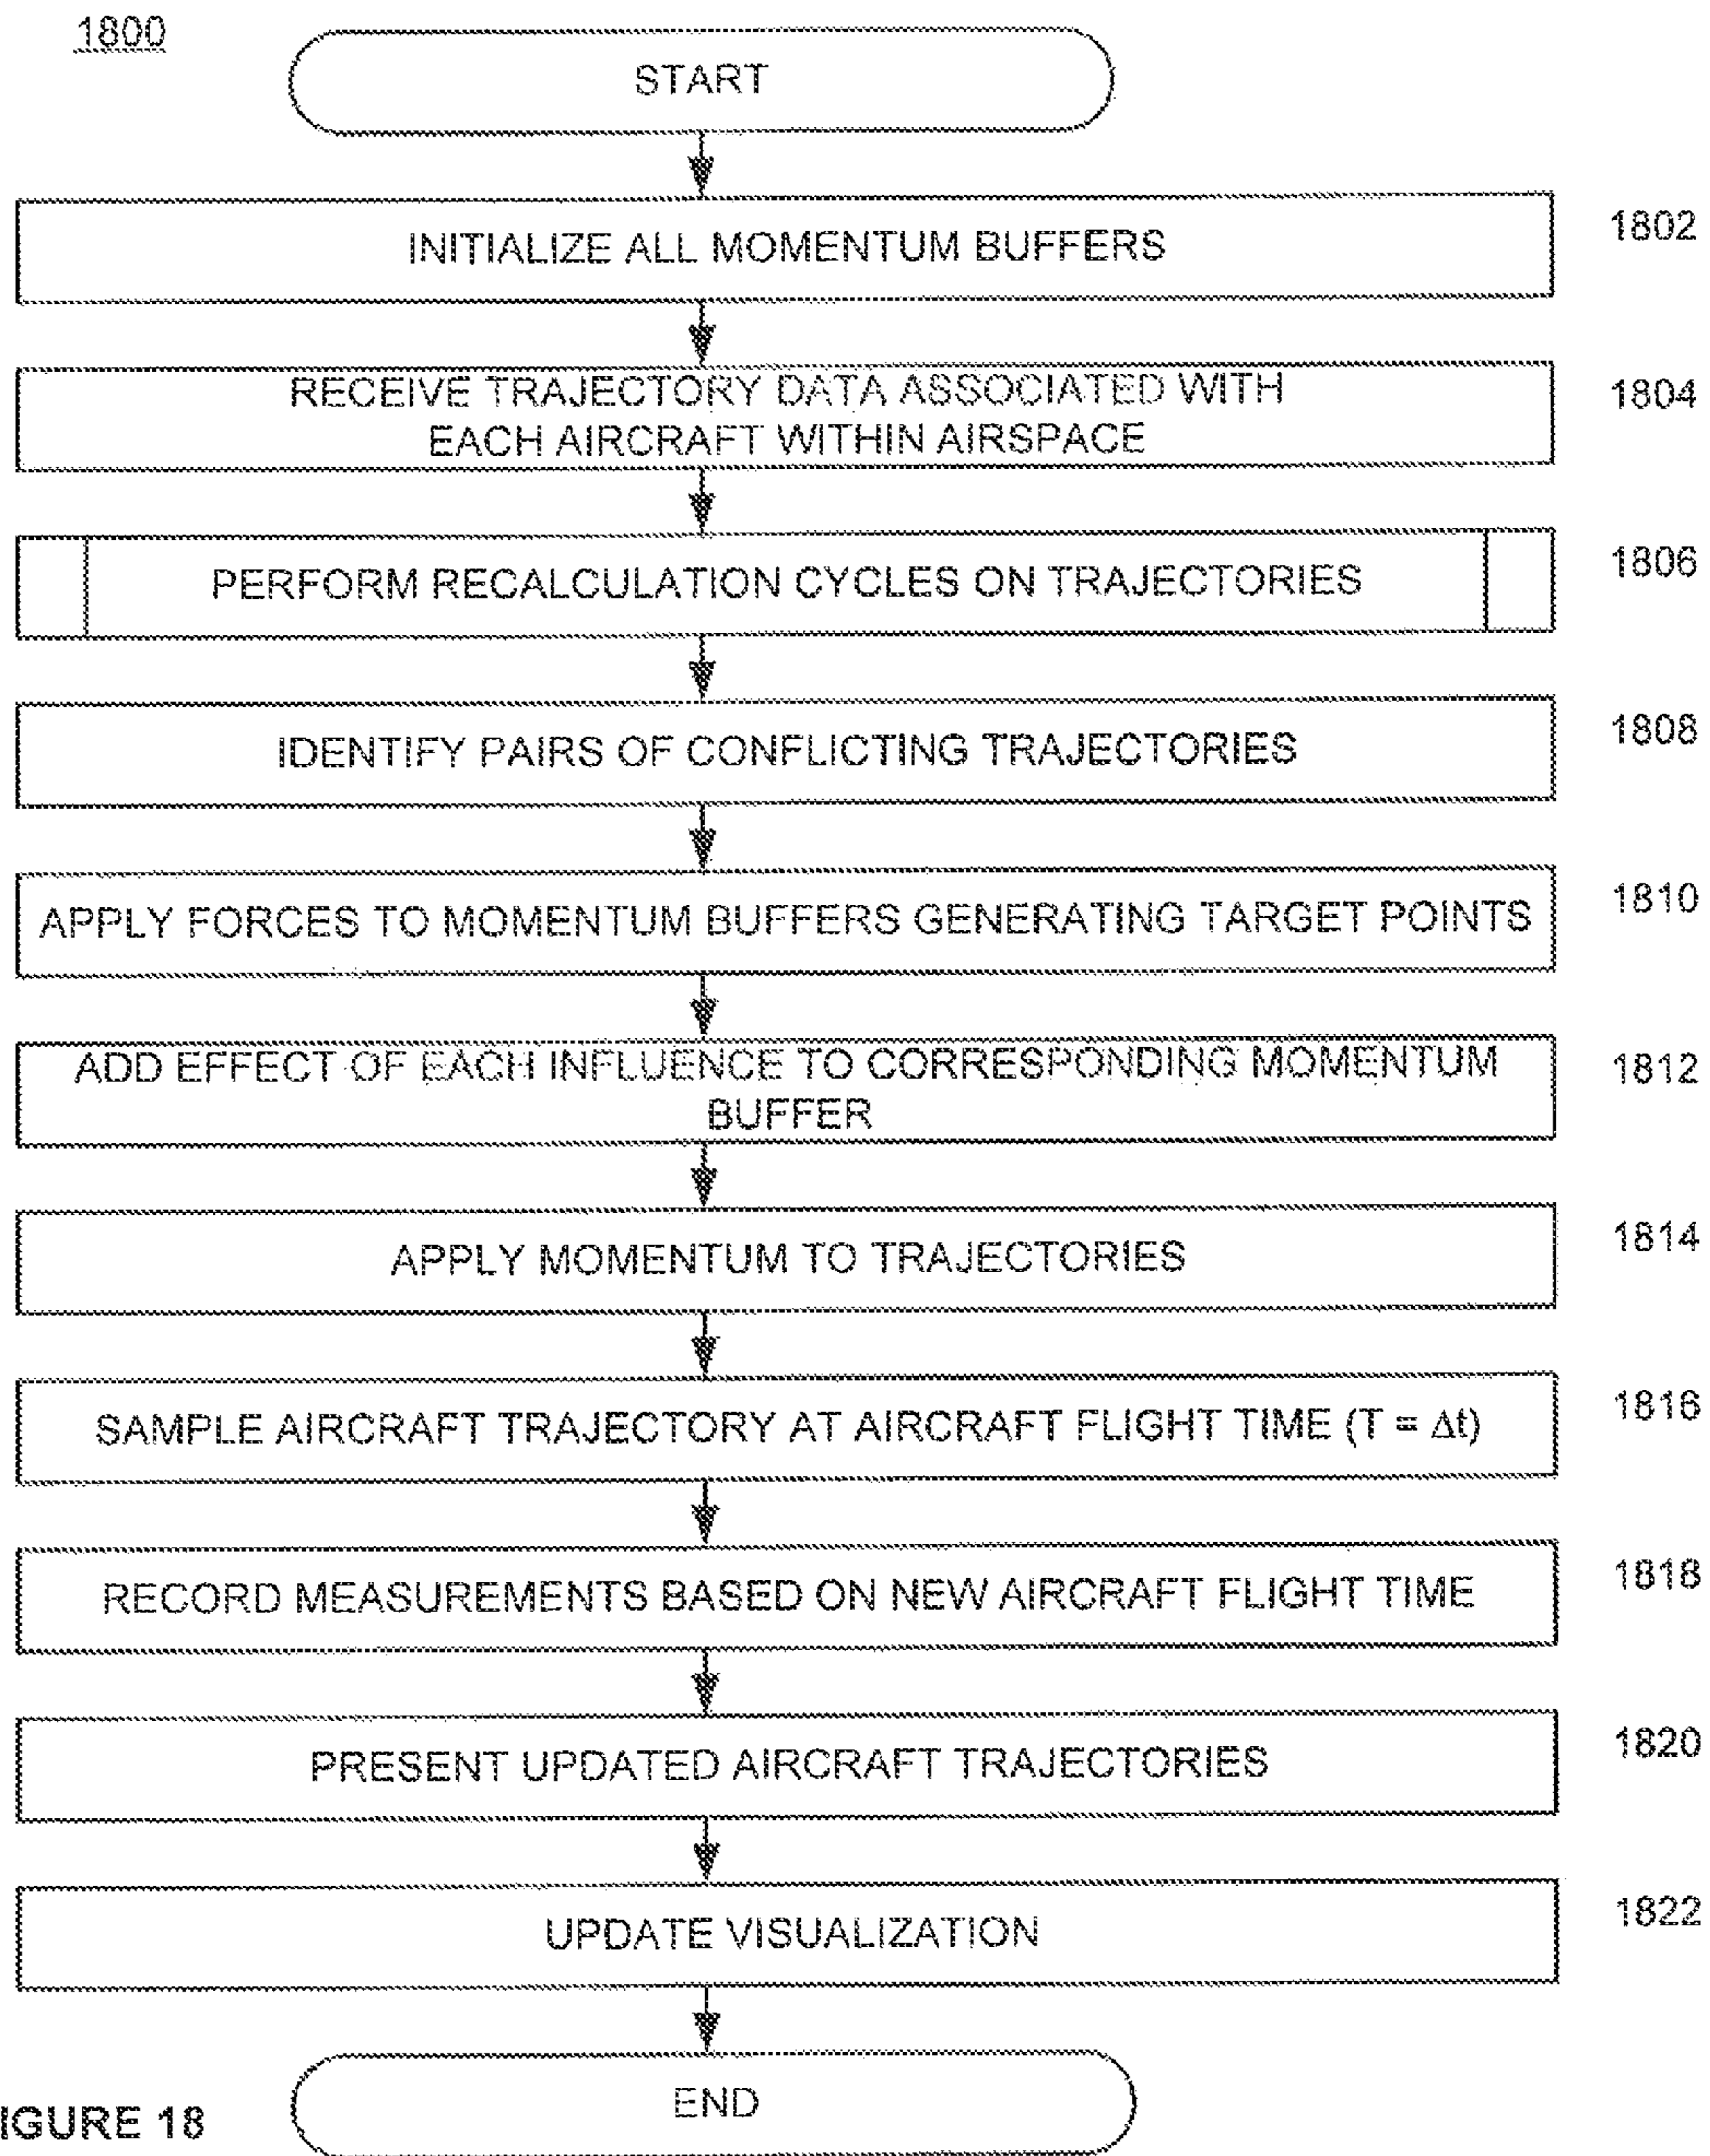 1800
START
INITIALIZE ALL MOMENTUM BUFFERS
1802
RECEIVE TRAJECTORY DATA ASSOCIATED WITH
EACH AIRCRAFT WITHIN AIRSPACE
1804
PERFORM RECALCULATION CYCLES ON TRAJECTORIES
1806
IDENTIFY PAIRS OF CONFLICTING TRAJECTORIES
1808
APPLY FORCES TO MOMENTUM BUFFERS GENERATING TARGET POINTS
1810
ADD EFFECT OF EACH INFLUENCE TO CORRESPONDING MOMENTUM
BUFFER
1812
APPLY MOMENTUM TO TRAJECTORIES
1814
SAMPLE AIRCRAFT TRAJECTORY AT AIRCRAFT FLIGHT TIME (T = Δt)
1816
RECORD MEASUREMENTS BASED ON NEW AIRCRAFT FLIGHT TIME
1818
PRESENT UPDATED AIRCRAFT TRAJECTORIES
1820
UPDATE VISUALIZATION
1822
END
IGURE 18